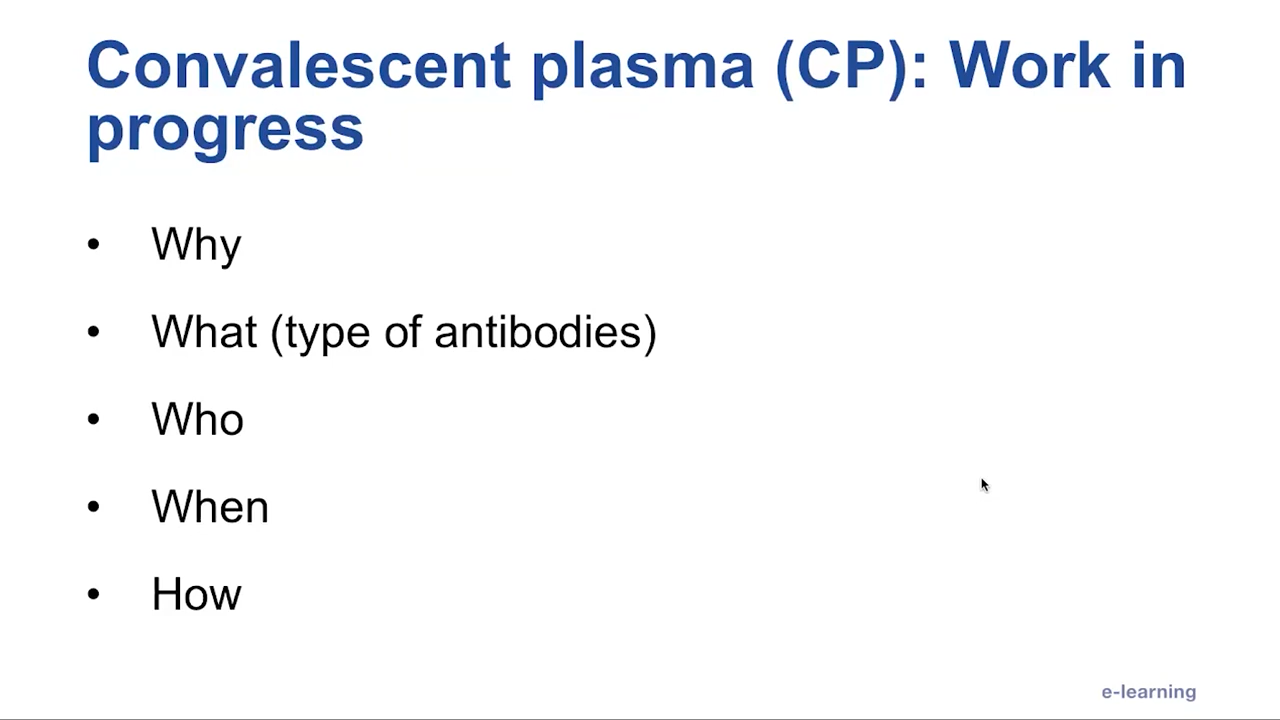 Convalescent plasma (CP): Work in
progress
• Why
• What (type of antibodies)
• Who
• When
• How
e-learning